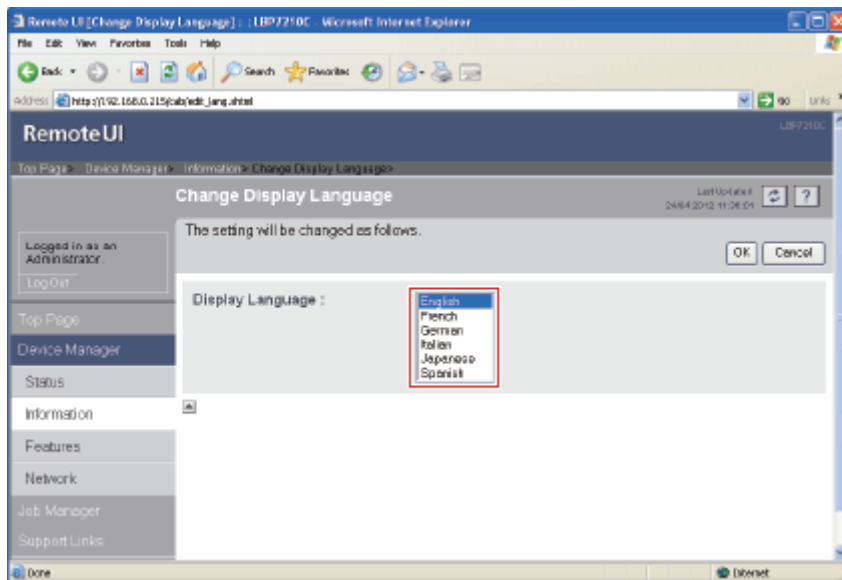 Remote UI [Change Display Language] : : LBP7210C - Microsoft Internet Explorer
File Edit View Favorites Tools Help
Back Search Favorites
Address http://192.168.0.215/cab/edit_lang.shtml Go Links
RemoteUI
LBP7210C
Top Page> Device Manager> Information> Change Display Language>
Change Display Language
Last Updated :
24/04/2012 11:36:01
?
The setting will be changed as follows.
OK Cancel
Logged in as an
Administrator.
Log Out
Display Language :
English
French
German
Italian
Japanese
Spanish
Top Page
Device Manager
Status
Information
Features
Network
Job Manager
Support Links
Done
Internet